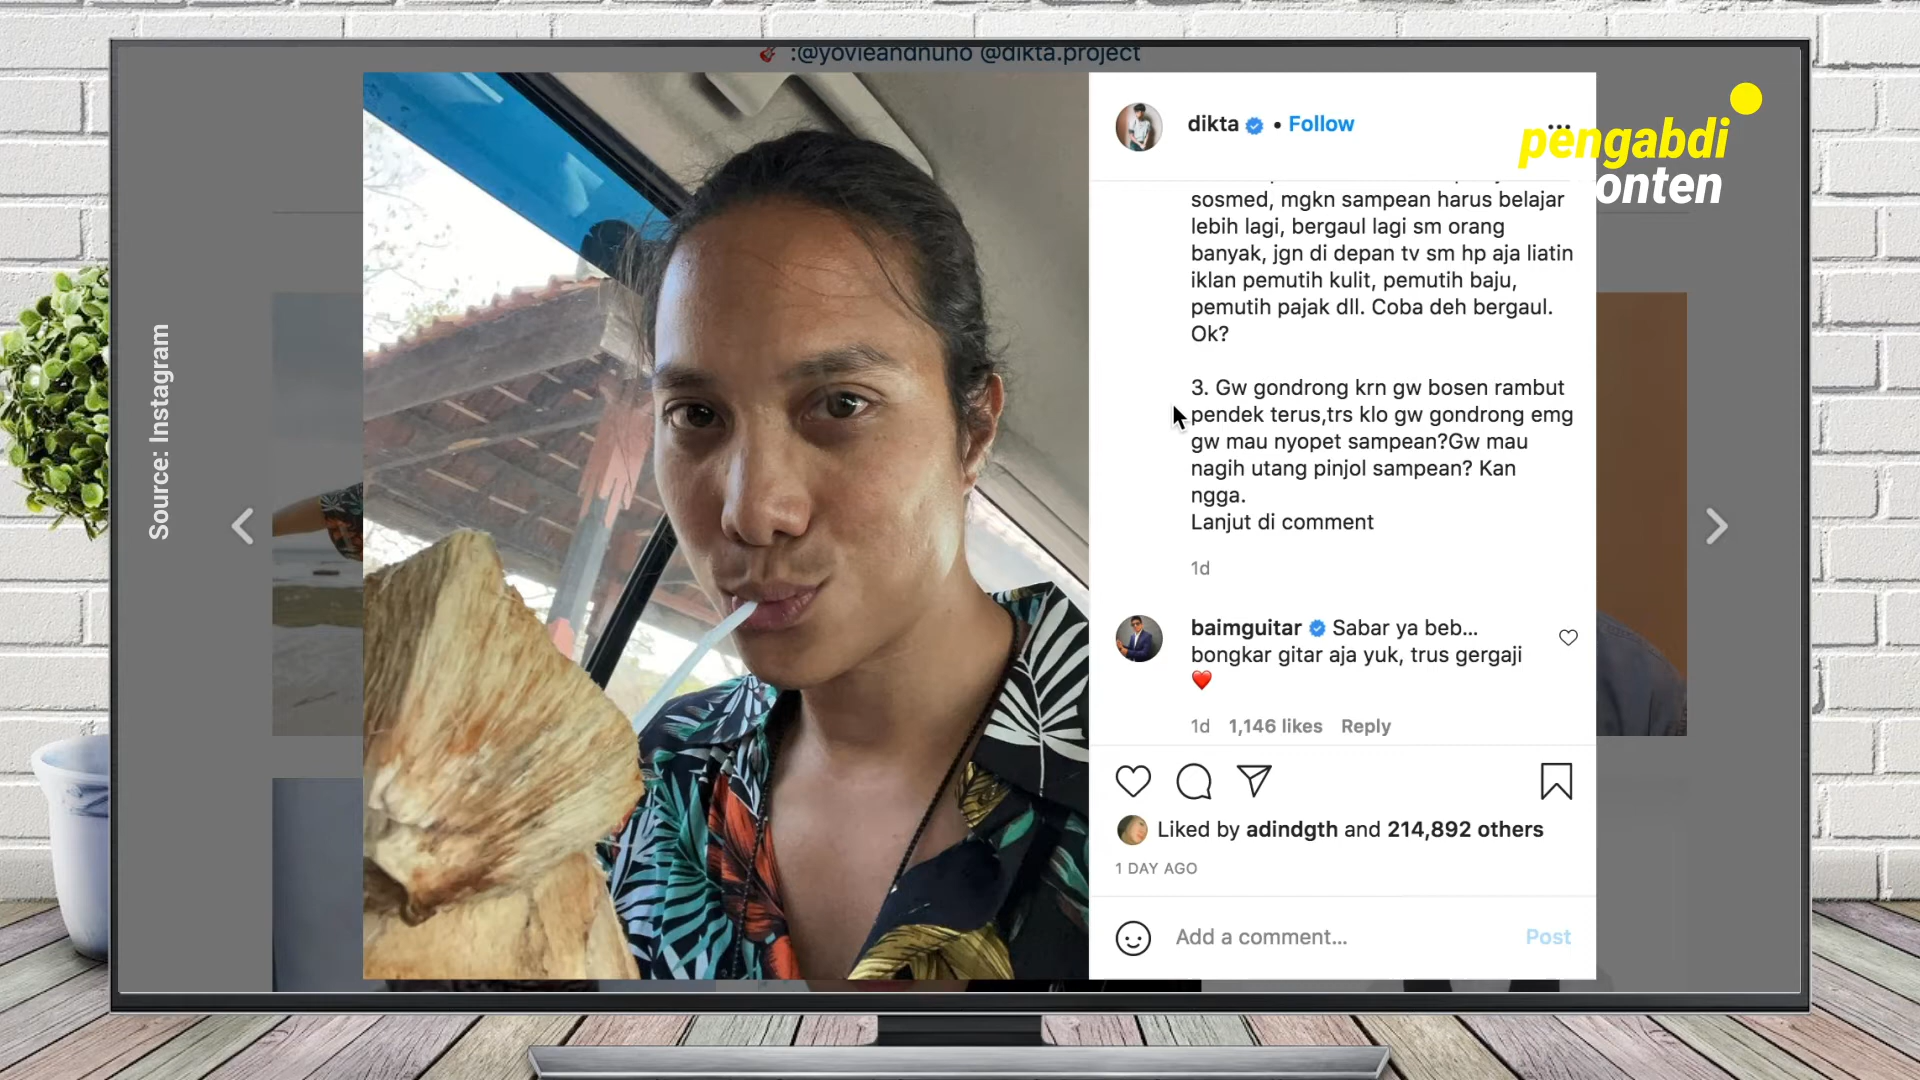 :@yovieandnuno @dikta.project
dikta • Follow
pengabdi
onten
sosmed, mgkn sampean harus belajar
lebih lagi, bergaul lagi sm orang
banyak, jgn di depan tv sm hp aja liatin
iklan pemutih kulit, pemutih baju,
pemutih pajak dll. Coba deh bergaul.
Ok?
3. Gw gondrong krn gw bosen rambut
pendek terus,trs klo gw gondrong emg
gw mau nyopet sampean?Gw mau
nagih utang pinjol sampean? Kan
ngga.
Lanjut di comment
1d
baimguitar Sabar ya beb...
bongkar gitar aja yuk, trus gergaji
❤️
1d 1,146 likes Reply
Liked by adindgth and 214,892 others
1 DAY AGO
Add a comment... Post
Source: Instagram